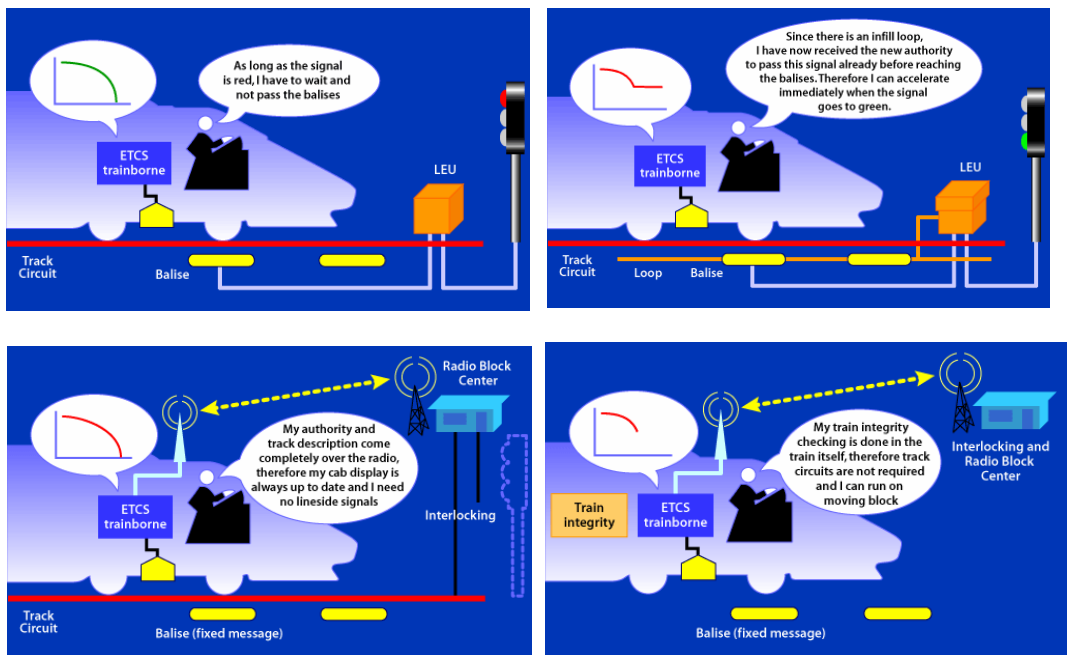 As long as the signal
is red, I have to wait and
not pass the balises
ETCS
trainborne
LEU
Track
Circuit
Balise
Since there is an infill loop,
I have now received the new authority
to pass this signal already before reaching
the balises. Therefore I can accelerate
immediately when the signal
goes to green.
ETCS
trainborne
LEU
Track
Circuit
Loop
Balise
Radio Block
Center
My authority and
track description come
completely over the radio,
therefore my cab display is
always up to date and I need
no lineside signals
ETCS
trainborne
Interlocking
Track
Circuit
Balise (fixed message)
My train integrity
checking is done in the
train itself, therefore track
circuits are not required
and I can run on
moving block
Interlocking and
Radio Block
Center
Train
integrity
ETCS
trainborne
Balise (fixed message)